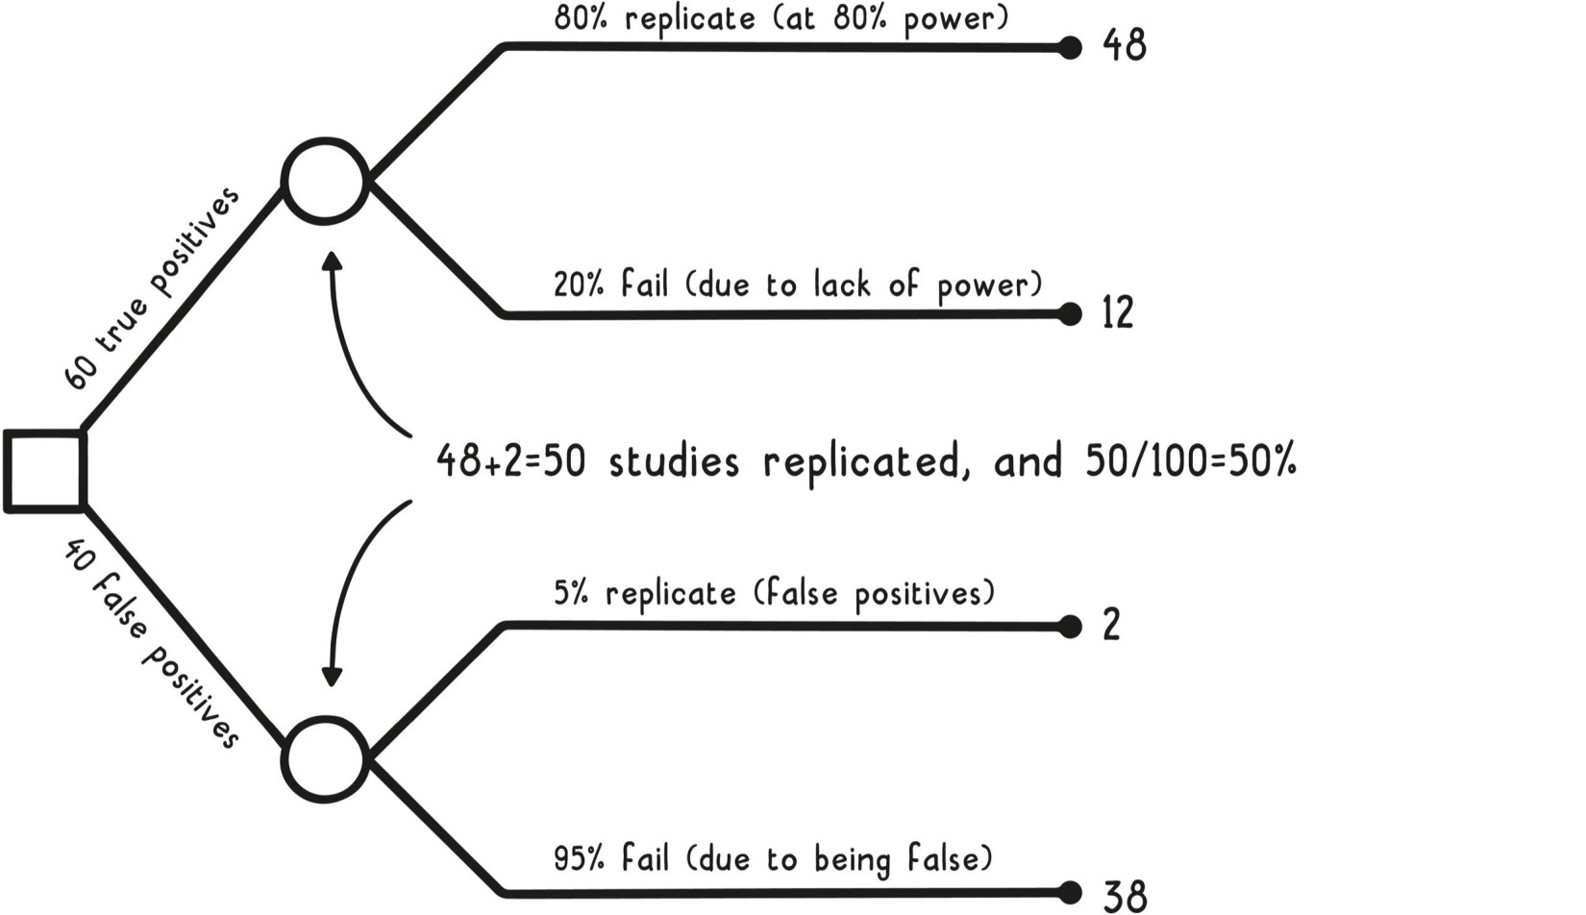 80% replicate (at 80% power)
48
60 true positives
20% fail (due to lack of power)
12
48+2=50 studies replicated, and 50/100=50%
40 false positives
5% replicate (false positives)
2
95% fail (due to being false)
38